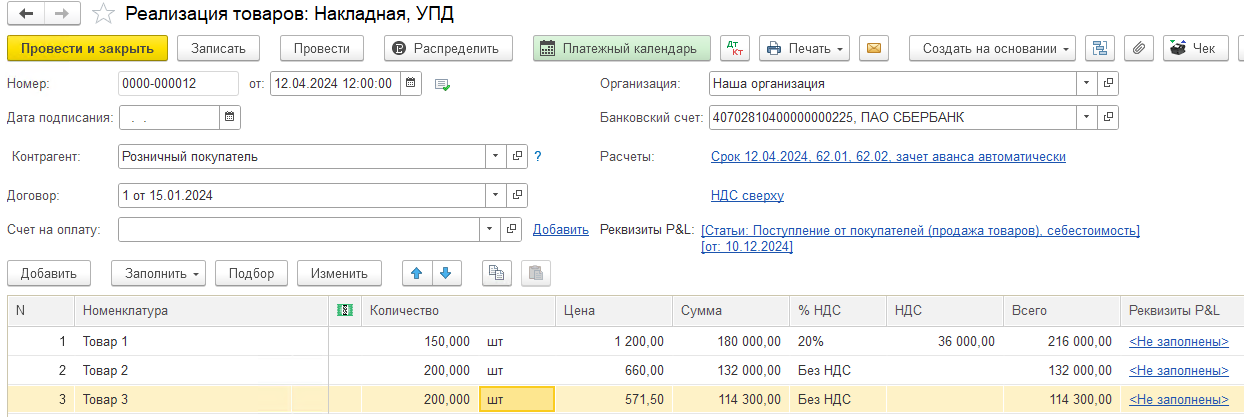 Реализация товаров: Накладная, УПД
Провести и закрыть Записать Провести Распределить Платежный календарь Дт Кт Печать Создать на основании Чек
Номер: 0000-000012 от: 12.04.2024 12:00:00 Организация: Наша организация
Дата подписания: . . Банковский счет: 40702810400000000225, ПАО СБЕРБАНК
Контрагент: Розничный покупатель ? Расчеты: Срок 12.04.2024, 62.01, 62.02, зачет аванса автоматически
Договор: 1 от 15.01.2024 НДС сверху
Счет на оплату: Добавить Реквизиты P&L: [Статьи: Поступление от покупателей (продажа товаров), себестоимость]
[от: 10.12.2024]
Добавить Заполнить Подбор Изменить
N Номенклатура Количество Цена Сумма % НДС НДС Всего Реквизиты P&L
1 Товар 1 150,000 шт 1 200,00 180 000,00 20% 36 000,00 216 000,00 <Не заполнены>
2 Товар 2 200,000 шт 660,00 132 000,00 Без НДС 132 000,00 <Не заполнены>
3 Товар 3 200,000 шт 571,50 114 300,00 Без НДС 114 300,00 <Не заполнены>